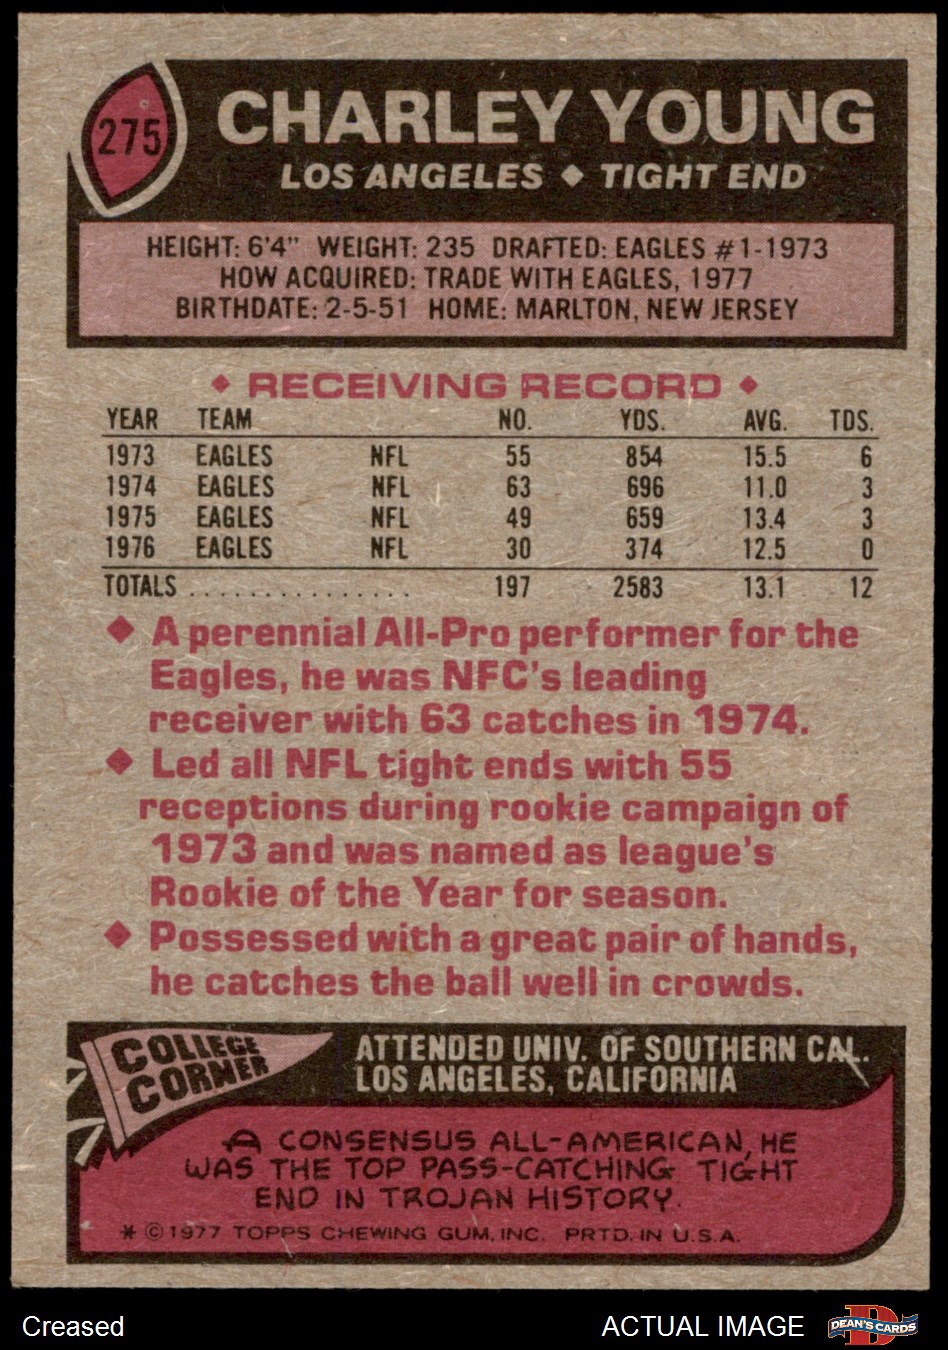 275
CHARLEY YOUNG
LOS ANGELES ◆ TIGHT END
HEIGHT: 6'4" WEIGHT: 235 DRAFTED: EAGLES #1-1973
HOW ACQUIRED: TRADE WITH EAGLES, 1977
BIRTHDATE: 2-5-51 HOME: MARLTON, NEW JERSEY
◆ RECEIVING RECORD ◆
YEAR TEAM NO. YDS. AVG. TDS.
1973 EAGLES NFL 55 854 15.5 6
1974 EAGLES NFL 63 696 11.0 3
1975 EAGLES NFL 49 659 13.4 3
1976 EAGLES NFL 30 374 12.5 0
TOTALS . . . . . . . . . . . . . . . 197 2583 13.1 12
◆ A perennial All-Pro performer for the
Eagles, he was NFC's leading
receiver with 63 catches in 1974.
◆ Led all NFL tight ends with 55
receptions during rookie campaign of
1973 and was named as league's
Rookie of the Year for season.
◆ Possessed with a great pair of hands,
he catches the ball well in crowds.
COLLEGE
CORNER
ATTENDED UNIV. OF SOUTHERN CAL.
LOS ANGELES, CALIFORNIA
A CONSENSUS ALL-AMERICAN, HE
WAS THE TOP PASS-CATCHING TIGHT
END IN TROJAN HISTORY.
* © 1977 TOPPS CHEWING GUM, INC. PRTD. IN U.S.A.
Creased
ACTUAL IMAGE
D
DEAN'S CARDS